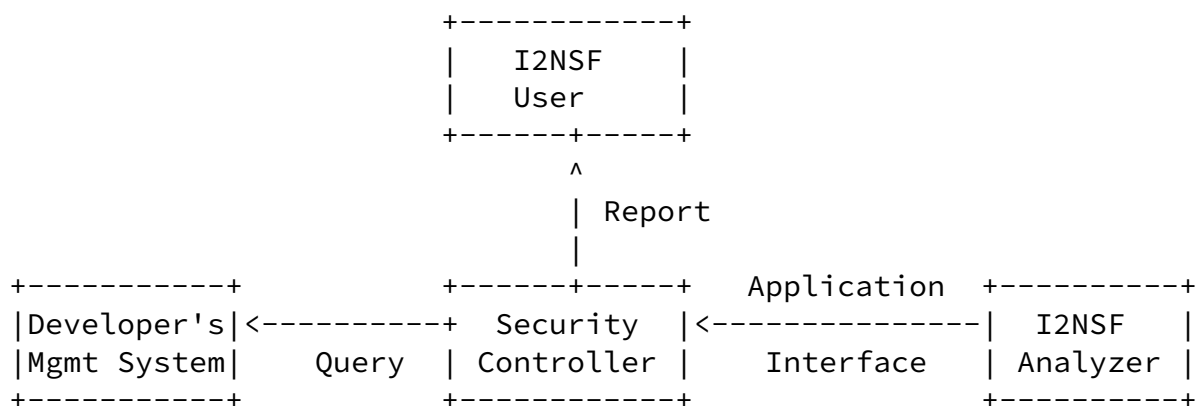 I2NSF
User
Report
Application
Developer's Security I2NSF
Mgmt System Query Controller Interface Analyzer